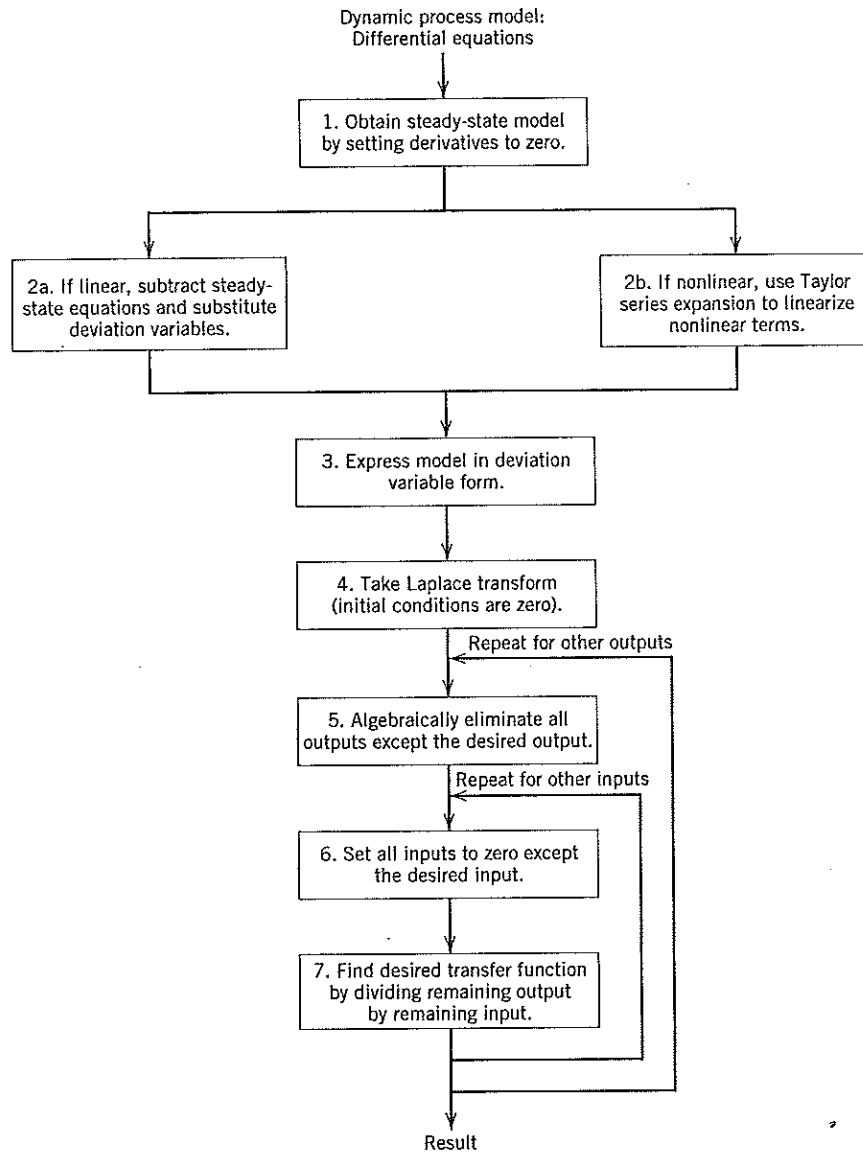 Dynamic process model:
Differential equations
1. Obtain steady-state model
by setting derivatives to zero.
2a. If linear, subtract steady-
state equations and substitute
deviation variables.
2b. If nonlinear, use Taylor
series expansion to linearize
nonlinear terms.
3. Express model in deviation
variable form.
4. Take Laplace transform
(initial conditions are zero).
Repeat for other outputs
5. Algebraically eliminate all
outputs except the desired output.
Repeat for other inputs
6. Set all inputs to zero except
the desired input.
7. Find desired transfer function
by dividing remaining output
by remaining input.
Result